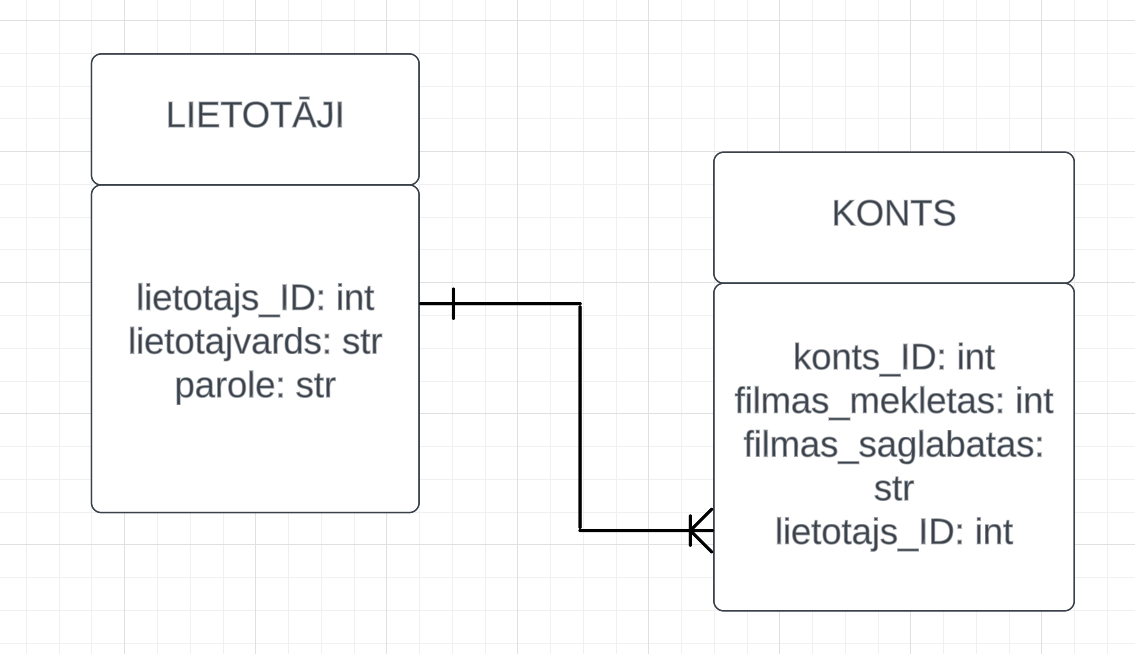 LIETOTĀJI
lietotajs_ID: int
lietotajvards: str
parole: str
KONTS
konts_ID: int
filmas_mekletas: int
filmas_saglabatas:
str
lietotajs_ID: int